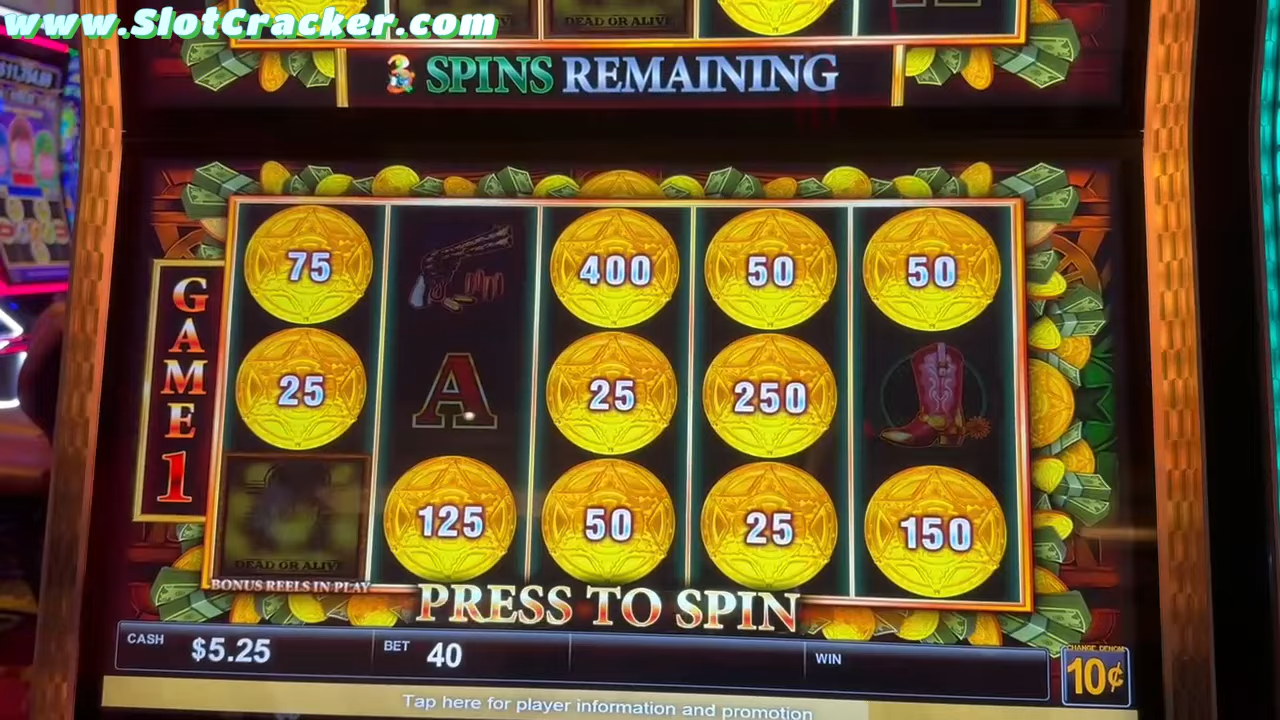 www.SlotCracker.com
DEAD OR ALIVE
3 SPINS REMAINING
75 400 50 50
25 A 25 250
125 50 25 150
GAME 1
DEAD OR ALIVE
BONUS REELS IN PLAY
PRESS TO SPIN
CASH $5.25 BET 40 WIN
CHANGE DENOM
10¢
Tap here for player information and promotion